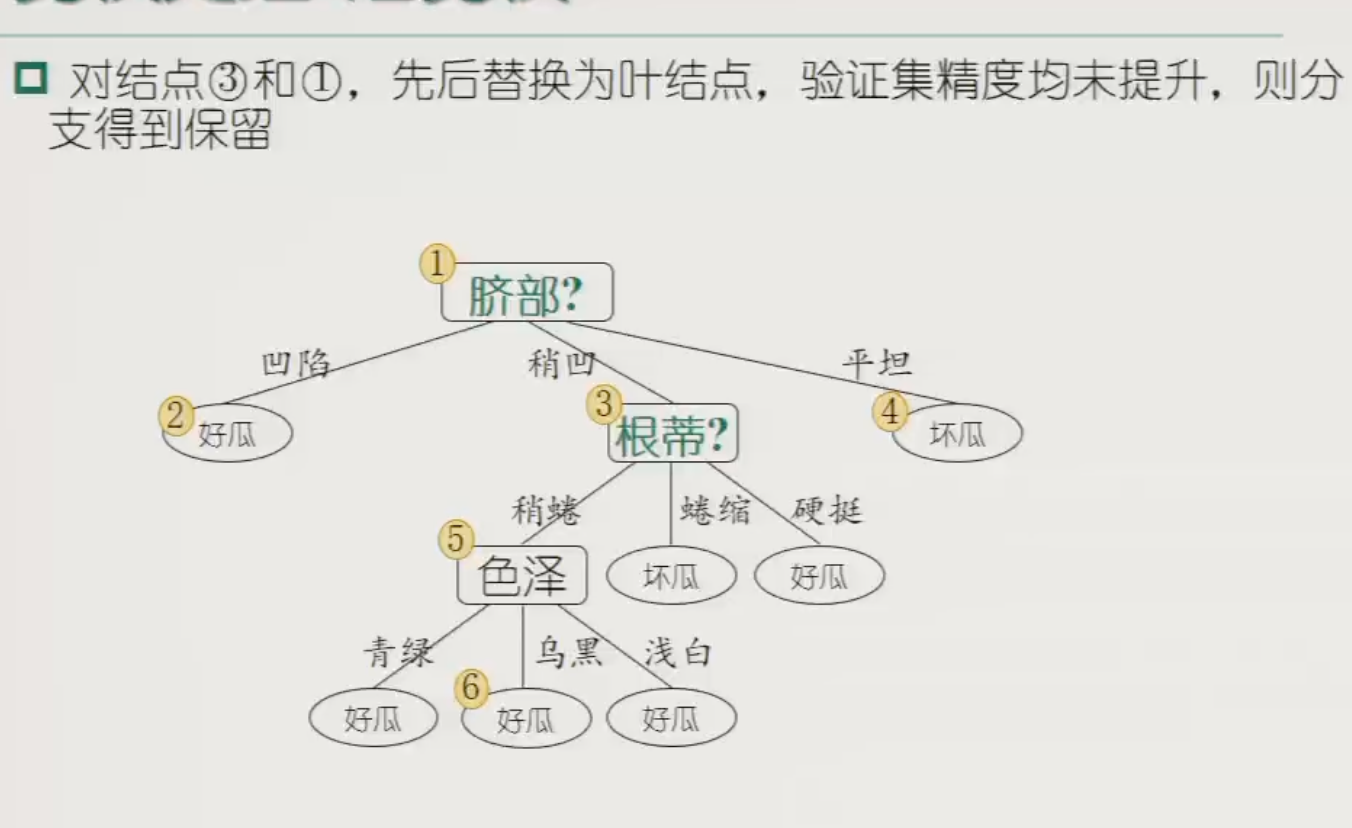 对结点③和①，先后替换为叶结点，验证集精度均未提升，则分
支得到保留
①
脐部?
凹陷
稍凹
平坦
②
好瓜
③
根蒂?
④
坏瓜
稍蜷
蜷缩
硬挺
⑤
色泽
坏瓜
好瓜
青绿
乌黑
浅白
好瓜
⑥
好瓜
好瓜